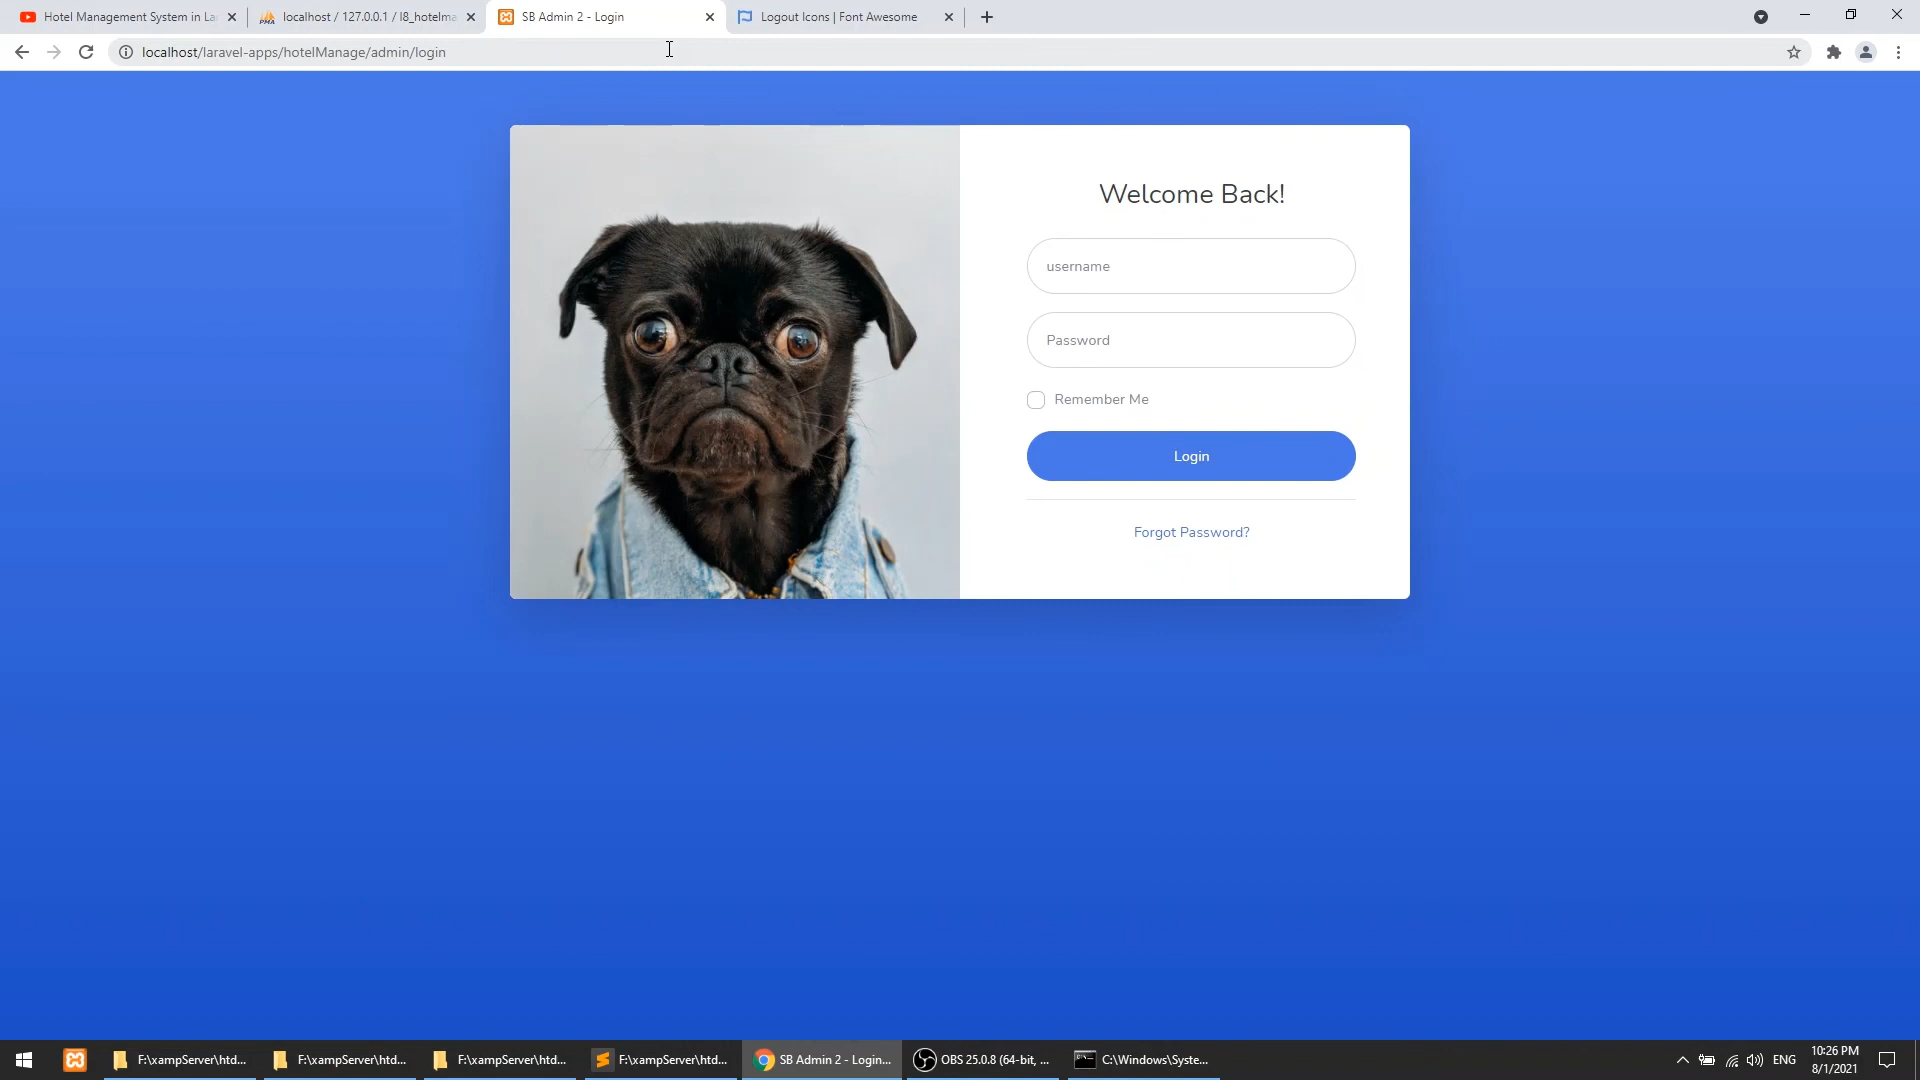 Hotel Management System in La
localhost / 127.0.0.1 / l8_hotelma
SB Admin 2 - Login
Logout Icons | Font Awesome
localhost/laravel-apps/hotelManage/admin/login
Welcome Back!
username
Password
Remember Me
Login
Forgot Password?
F:\xampServer\htd...
F:\xampServer\htd...
F:\xampServer\htd...
F:\xampServer\htd...
SB Admin 2 - Login...
OBS 25.0.8 (64-bit, ...
C:\Windows\Syste...
ENG
10:26 PM
8/1/2021